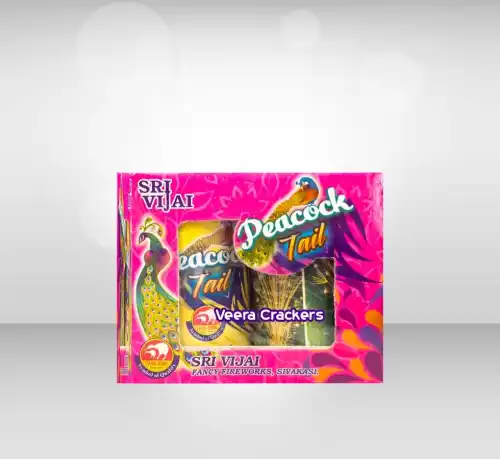 SRI
VIJAI
Peacock
Tail
eacock
Tail
Veera Crackers
SRI VIJAI
FANCY FIREWORKS, SIVAKASI.